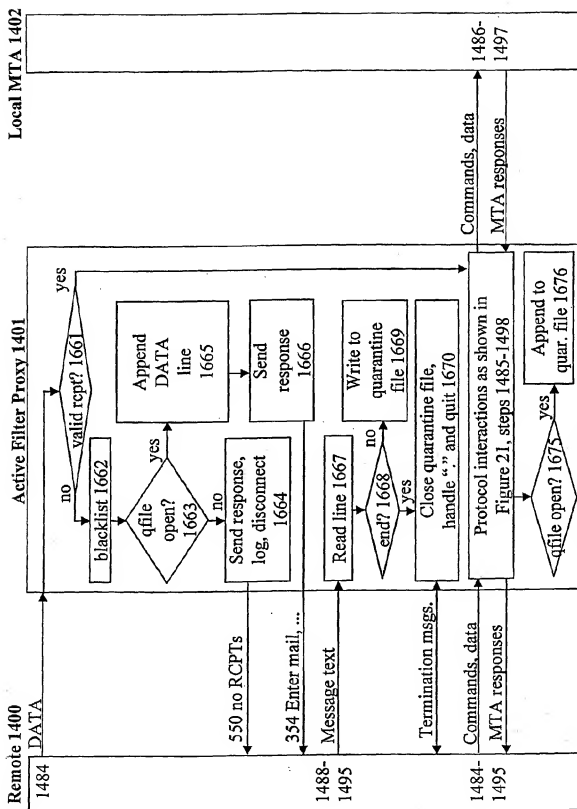 Remote 1400
Active Filter Proxy 1401
Local MTA 1402
1484
DATA
valid rcpt? 1661
yes
no
blacklist 1662
qfile
open?
1663
yes
Append
DATA
line
1665
no
Send response,
log, disconnect
1664
Send
response
1666
550 no RCPTs
354 Enter mail, ...
1488-
1495
Message text
Read line 1667
end? 1668
no
Write to
quarantine
file 1669
yes
Close quarantine file,
handle "." and quit 1670
Termination msgs.
1484-
1495
Commands, data
MTA responses
Protocol interactions as shown in
Figure 21, steps 1485-1498
Commands, data
MTA responses
1486-
1497
qfile open? 1675
yes
Append to
quar. file 1676